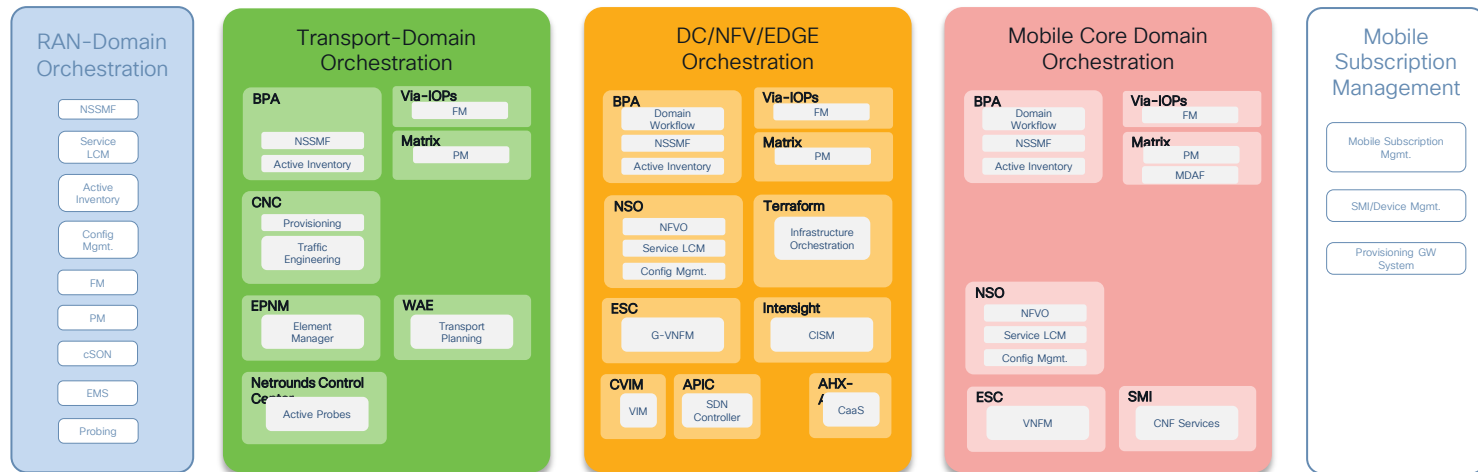 RAN-Domain
Orchestration
NSSMF
Service
LCM
Active
Inventory
Config
Mgmt.
FM
PM
cSON
EMS
Probing
Transport-Domain
Orchestration
BPA
NSSMF
Active Inventory
Via-IOPs
FM
Matrix
PM
CNC
Provisioning
Traffic
Engineering
EPNM
Element
Manager
WAE
Transport
Planning
Netrounds Control
Center
Active Probes
DC/NFV/EDGE
Orchestration
BPA
Domain
Workflow
NSSMF
Active Inventory
Via-IOPs
FM
Matrix
PM
NSO
NFVO
Service LCM
Config Mgmt.
Terraform
Infrastructure
Orchestration
ESC
G-VNFM
Intersight
CISM
CVIM
VIM
APIC
SDN
Controller
AHX-
CaaS
Mobile Core Domain
Orchestration
BPA
Domain
Workflow
NSSMF
Active Inventory
Via-IOPs
FM
Matrix
PM
MDAF
NSO
NFVO
Service LCM
Config Mgmt.
ESC
VNFM
SMI
CNF Services
Mobile
Subscription
Management
Mobile Subscription
Mgmt.
SMI/Device Mgmt.
Provisioning GW
System